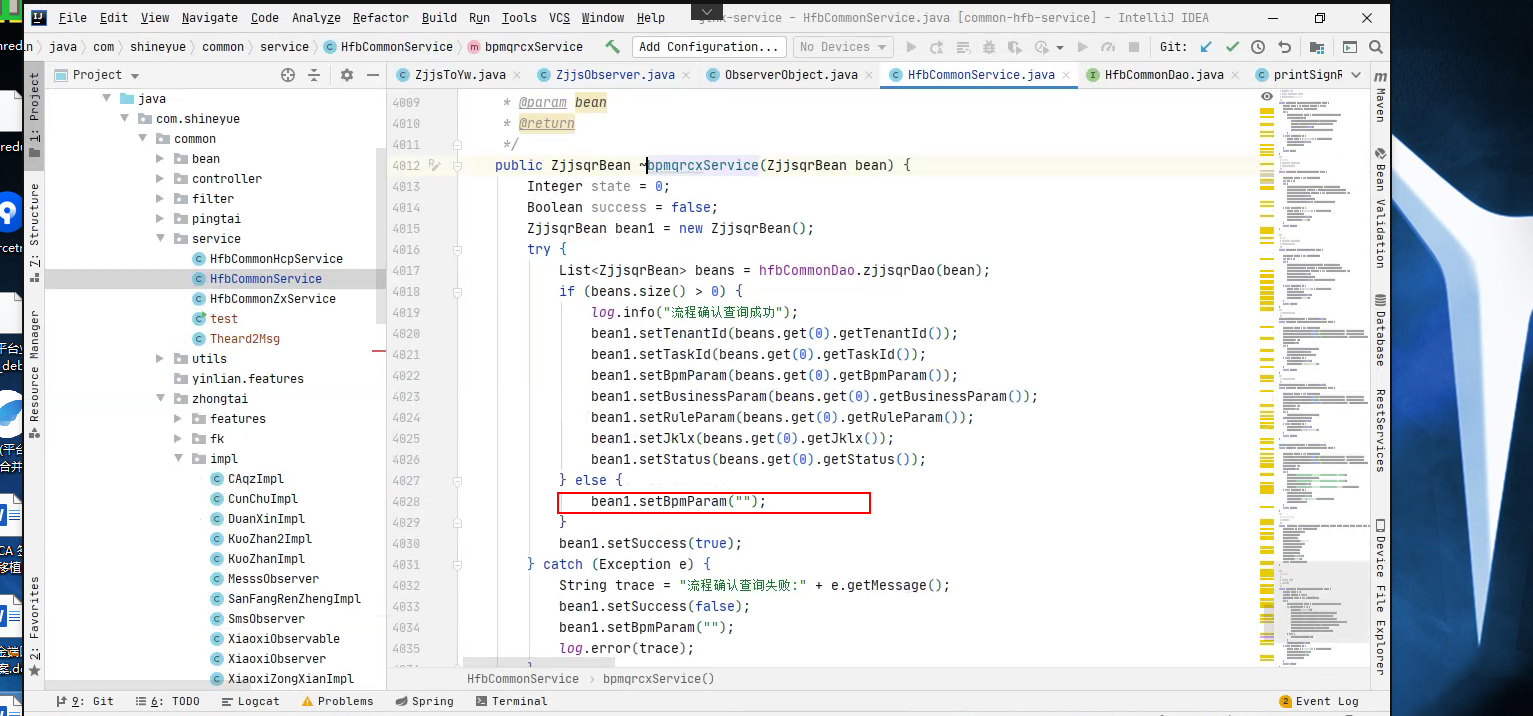 File Edit View Navigate Code Analyze Refactor Build Run Tools VCS Window Help
-service – HfbCommonService.java [common-hfb-service] – IntelliJ IDEA
java com shineyue common service HfbCommonService bpmqrcxService Add Configuration... No Devices Git:
Project
ZjjsToYw.java ZjjsObserver.java ObserverObject.java HfbCommonService.java HfbCommonDao.java printSignR
java
com.shineyue
common
bean
controller
filter
pingtai
service
HfbCommonHcpService
HfbCommonService
HfbCommonZxService
test
Theard2Msg
utils
yinlian.features
zhongtai
features
fk
impl
CAqzImpl
CunChuImpl
DuanXinImpl
KuoZhan2Impl
KuoZhanImpl
MesssObserver
SanFangRenZhengImpl
SmsObserver
XiaoxiObservable
XiaoxiObserver
XiaoxiZongXianImpl
4009 * @param bean
4010 * @return
4011 */
4012 public ZjjsqrBean ~bpmqrcxService(ZjjsqrBean bean) {
4013 Integer state = 0;
4014 Boolean success = false;
4015 ZjjsqrBean bean1 = new ZjjsqrBean();
4016 try {
4017 List<ZjjsqrBean> beans = hfbCommonDao.zjjsqrDao(bean);
4018 if (beans.size() > 0) {
4019 log.info("流程确认查询成功");
4020 bean1.setTenantId(beans.get(0).getTenantId());
4021 bean1.setTaskId(beans.get(0).getTaskId());
4022 bean1.setBpmParam(beans.get(0).getBpmParam());
4023 bean1.setBusinessParam(beans.get(0).getBusinessParam());
4024 bean1.setRuleParam(beans.get(0).getRuleParam());
4025 bean1.setJklx(beans.get(0).getJklx());
4026 bean1.setStatus(beans.get(0).getStatus());
4027 } else {
4028 bean1.setBpmParam("");
4029 }
4030 bean1.setSuccess(true);
4031 } catch (Exception e) {
4032 String trace = "流程确认查询失败:" + e.getMessage();
4033 bean1.setSuccess(false);
4034 bean1.setBpmParam("");
4035 log.error(trace);
HfbCommonService bpmqrcxService()
1: Project
7: Structure
Resource Manager
2: Favorites
Maven
Bean Validation
Database
RestServices
Device File Explorer
9: Git 6: TODO Logcat Problems Spring Terminal 2 Event Log